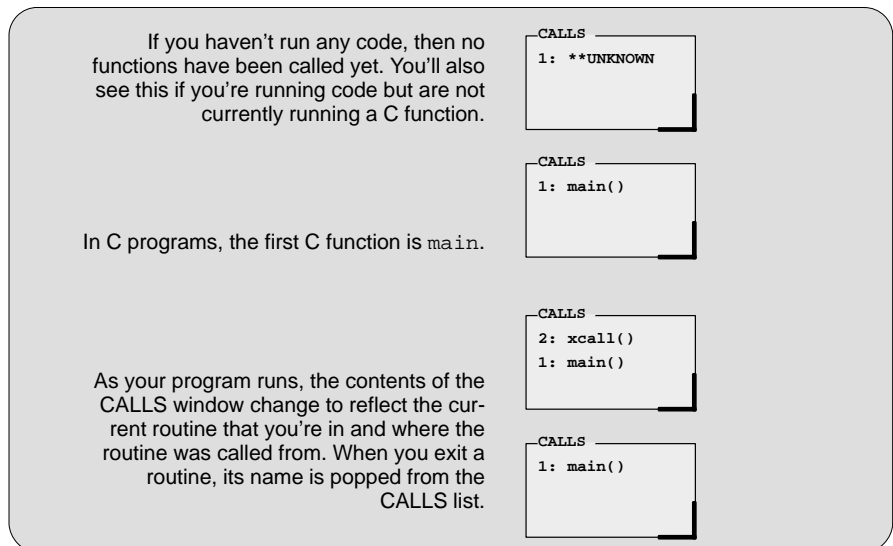 If you haven't run any code, then no
functions have been called yet. You'll also
see this if you're running code but are not
currently running a C function.
CALLS
1: **UNKNOWN
CALLS
1: main()
In C programs, the first C function is main.
CALLS
2: xcall()
1: main()
As your program runs, the contents of the
CALLS window change to reflect the cur-
rent routine that you're in and where the
routine was called from. When you exit a
routine, its name is popped from the
CALLS list.
CALLS
1: main()